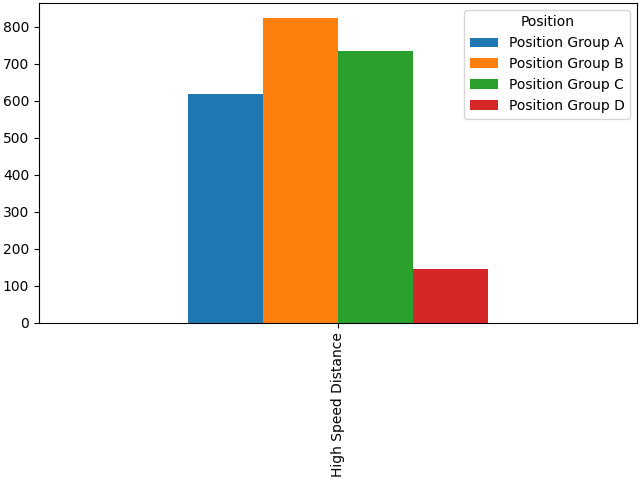 Position
Position Group A
Position Group B
Position Group C
Position Group D
800
700
600
500
400
300
200
100
0
High Speed Distance